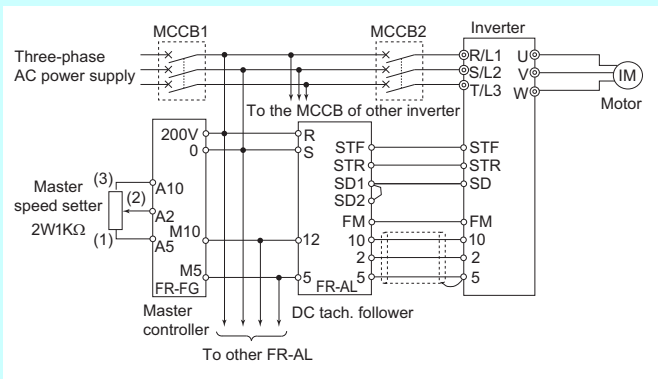 MCCB1
MCCB2
Inverter
Three-phase
AC power supply
R/L1
S/L2
T/L3
U
V
W
IM
Motor
To the MCCB of other inverter
200V
0
R
S
STF
STR
SD1
SD2
FM
10
2
5
STF
STR
SD
FM
10
2
5
Master
speed setter
2W1KΩ
(3)
(2)
(1)
A10
A2
A5
M10
M5
12
5
FR-FG
FR-AL
Master
controller
DC tach. follower
To other FR-AL